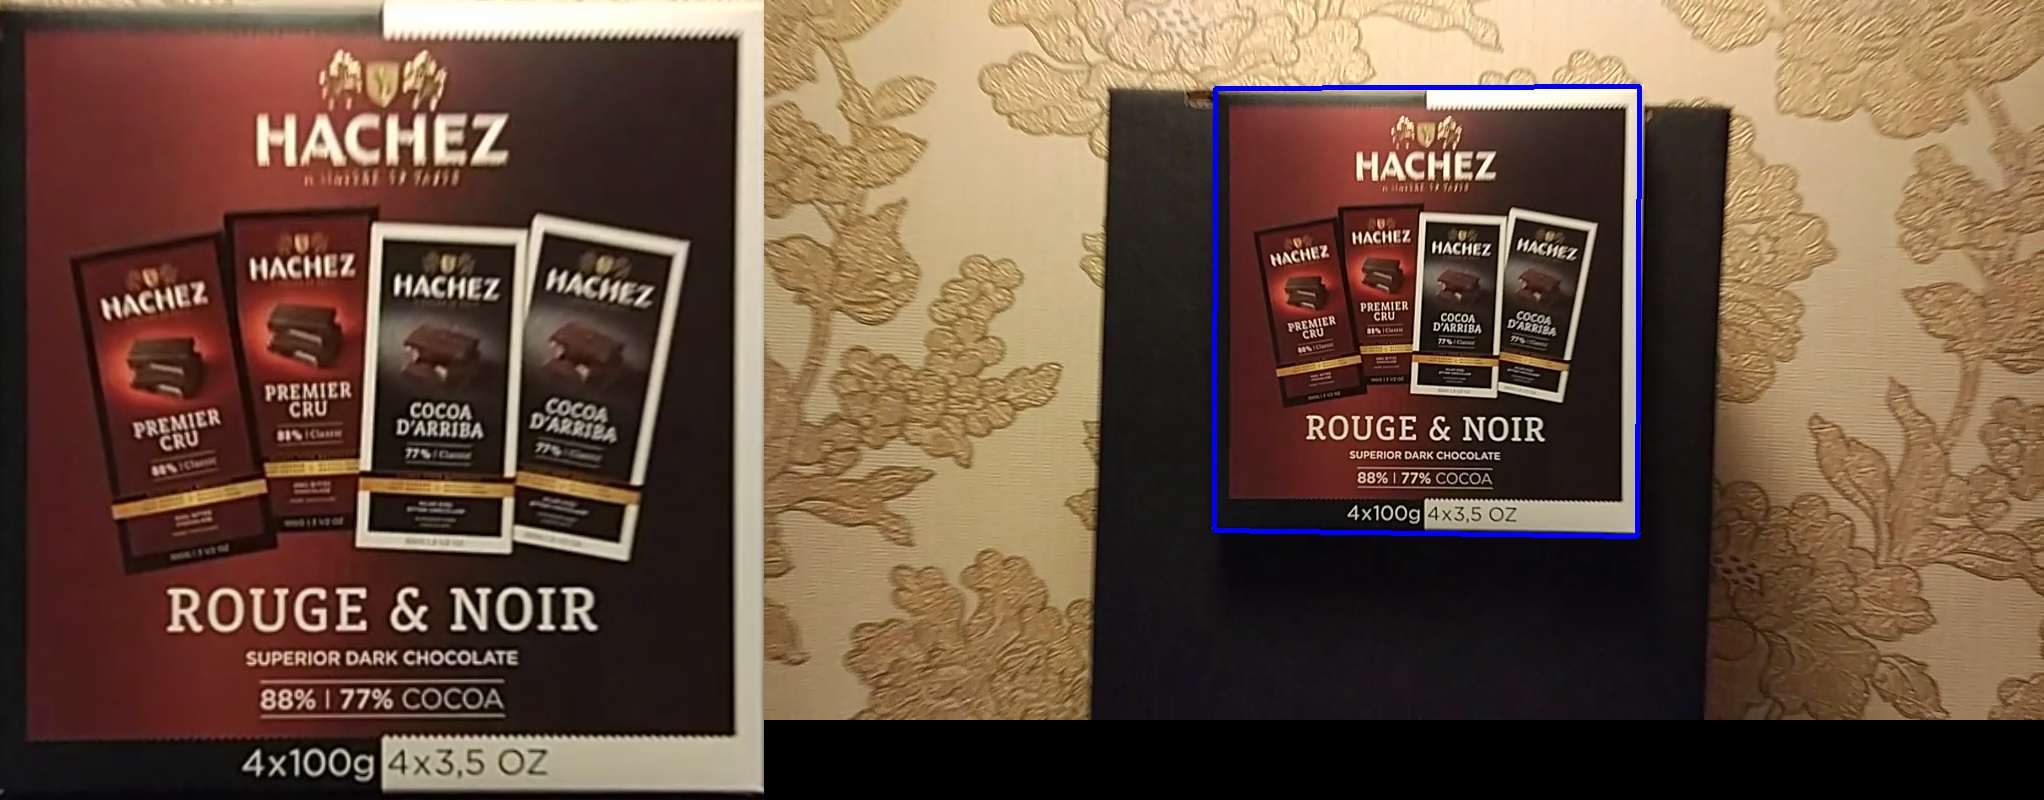 HACHEZ
HACHEZ
PREMIER
CRU
88% | Classic
HACHEZ
PREMIER
CRU
88% | Classic
HACHEZ
COCOA
D'ARRIBA
77% | Classic
HACHEZ
COCOA
D'ARRIBA
77% | Classic
ROUGE & NOIR
SUPERIOR DARK CHOCOLATE
88% | 77% COCOA
4x100g 4x3,5 OZ
HACHEZ
HACHEZ
PREMIER
CRU
88% | Classic
HACHEZ
PREMIER
CRU
88% | Classic
HACHEZ
COCOA
D'ARRIBA
77% | Classic
HACHEZ
COCOA
D'ARRIBA
77% | Classic
ROUGE & NOIR
SUPERIOR DARK CHOCOLATE
88% | 77% COCOA
4x100g 4x3,5 OZ